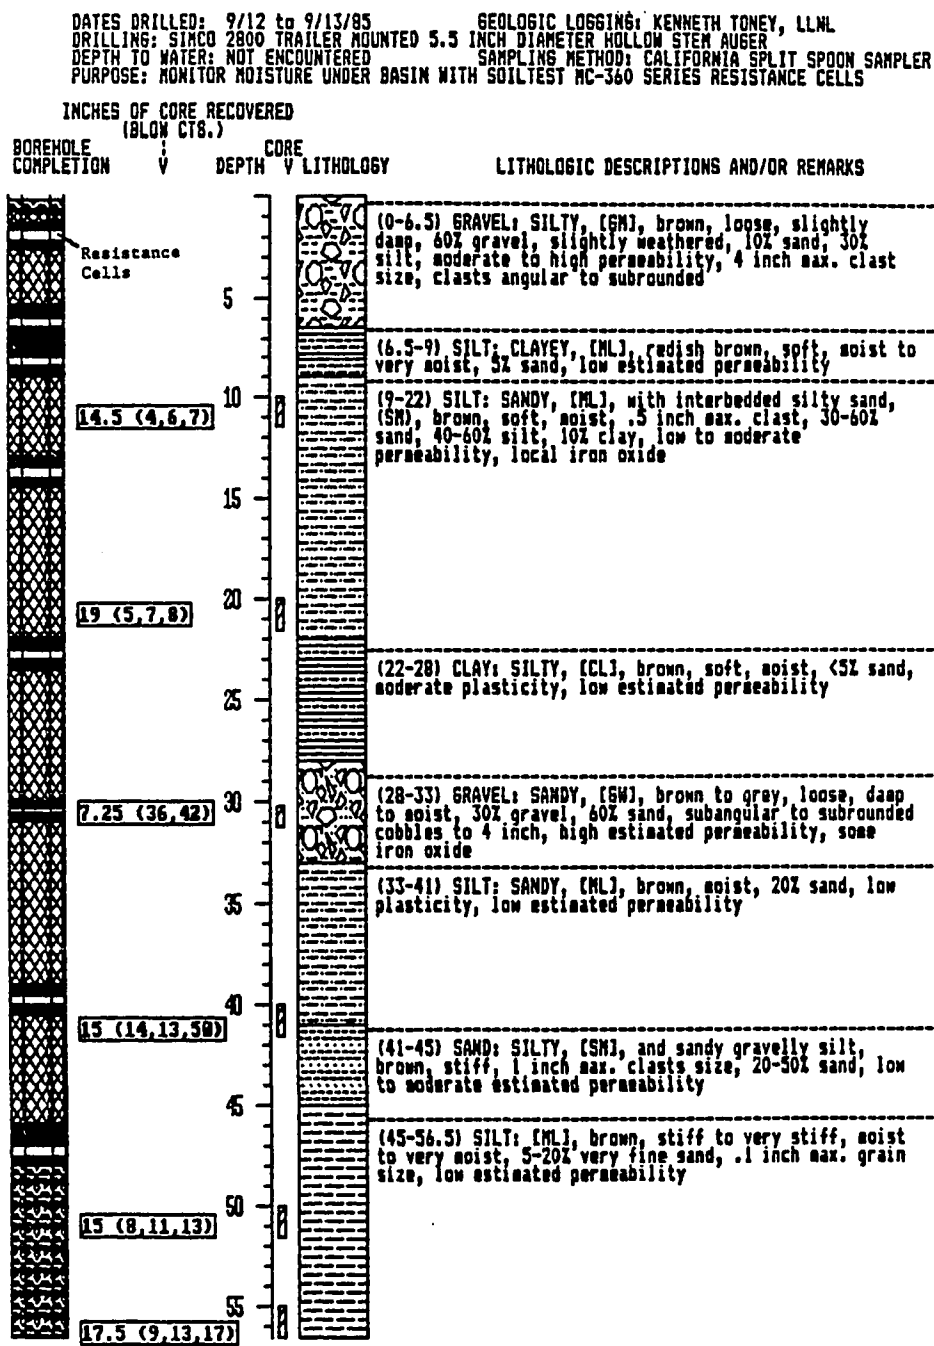 DATES DRILLED: 9/12 to 9/13/85 GEOLOGIC LOGGING: KENNETH TONEY, LLNL
DRILLING: SIMCO 2800 TRAILER MOUNTED 5.5 INCH DIAMETER HOLLOW STEM AUGER
DEPTH TO WATER: NOT ENCOUNTERED SAMPLING METHOD: CALIFORNIA SPLIT SPOON SAMPLER
PURPOSE: MONITOR MOISTURE UNDER BASIN WITH SOILTEST MC-360 SERIES RESISTANCE CELLS
INCHES OF CORE RECOVERED
(BLOW CTS.)
BOREHOLE : CORE
COMPLETION V DEPTH V LITHOLOGY LITHOLOGIC DESCRIPTIONS AND/OR REMARKS
(0-6.5) GRAVEL: SILTY, [GM], brown, loose, slightly
damp, 60% gravel, slightly weathered, 10% sand, 30%
silt, moderate to high permeability, 4 inch max. clast
size, clasts angular to subrounded
Resistance
Cells
5
(6.5-9) SILT: CLAYEY, [ML], redish brown, soft, moist to
very moist, 5% sand, low estimated permeability
10
14.5 (4,6,7)
(9-22) SILT: SANDY, [ML], with interbedded silty sand,
(SM), brown, soft, moist, .5 inch max. clast, 30-60%
sand, 40-60% silt, 10% clay, low to moderate
permeability, local iron oxide
15
20
19 (5,7,8)
(22-28) CLAY: SILTY, [CL], brown, soft, moist, <5% sand,
moderate plasticity, low estimated permeability
25
30
7.25 (36,42)
(28-33) GRAVEL: SANDY, [GW], brown to grey, loose, damp
to moist, 30% gravel, 60% sand, subangular to subrounded
cobbles to 4 inch, high estimated permeability, some
iron oxide
(33-41) SILT: SANDY, [ML], brown, moist, 20% sand, low
plasticity, low estimated permeability
35
40
15 (14,13,50)
(41-45) SAND: SILTY, [SM], and sandy gravelly silt,
brown, stiff, 1 inch max. clasts size, 20-50% sand, low
to moderate estimated permeability
45
(45-56.5) SILT: [ML], brown, stiff to very stiff, moist
to very moist, 5-20% very fine sand, .1 inch max. grain
size, low estimated permeability
50
15 (8,11,13)
55
17.5 (9,13,17)